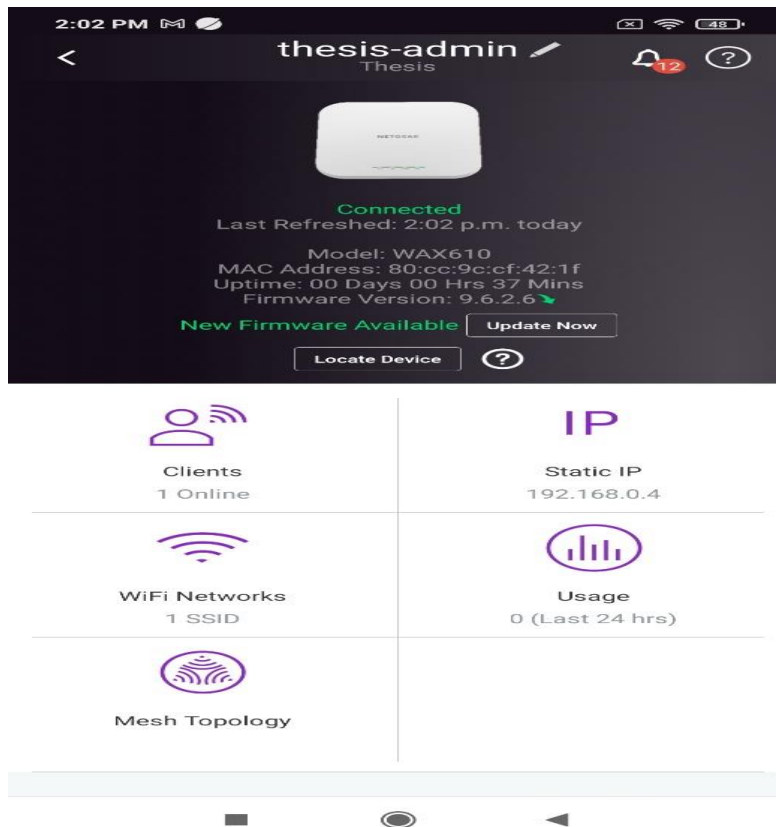 2:02 PM
48
thesis-admin
Thesis
12
?
NETGEAR
Connected
Last Refreshed: 2:02 p.m. today
Model: WAX610
MAC Address: 80:cc:9c:cf:42:1f
Uptime: 00 Days 00 Hrs 37 Mins
Firmware Version: 9.6.2.6
New Firmware Available Update Now
Locate Device ?
IP
Clients
1 Online
Static IP
192.168.0.4
WiFi Networks
1 SSID
Usage
0 (Last 24 hrs)
Mesh Topology